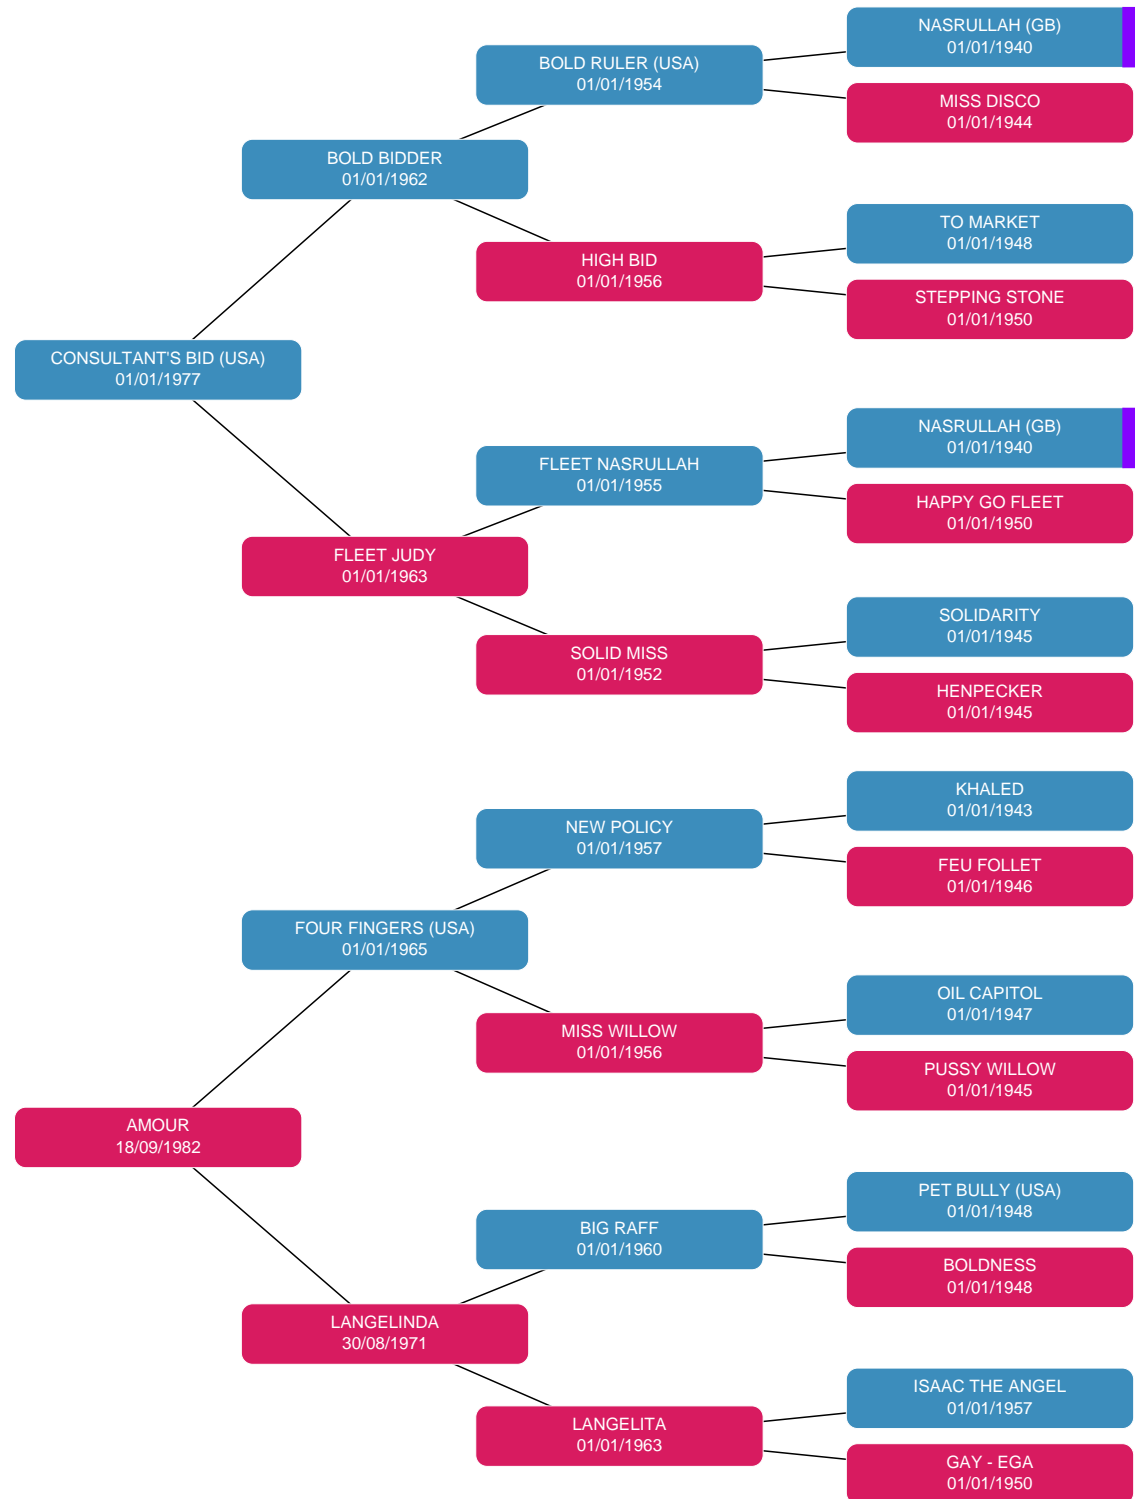 NASRULLAH (GB)
01/01/1940
BOLD RULER (USA)
01/01/1954
MISS DISCO
01/01/1944
BOLD BIDDER
01/01/1962
TO MARKET
01/01/1948
HIGH BID
01/01/1956
STEPPING STONE
01/01/1950
CONSULTANT'S BID (USA)
01/01/1977
NASRULLAH (GB)
01/01/1940
FLEET NASRULLAH
01/01/1955
HAPPY GO FLEET
01/01/1950
FLEET JUDY
01/01/1963
SOLIDARITY
01/01/1945
SOLID MISS
01/01/1952
HENPECKER
01/01/1945
KHALED
01/01/1943
NEW POLICY
01/01/1957
FEU FOLLET
01/01/1946
FOUR FINGERS (USA)
01/01/1965
OIL CAPITOL
01/01/1947
MISS WILLOW
01/01/1956
PUSSY WILLOW
01/01/1945
AMOUR
18/09/1982
PET BULLY (USA)
01/01/1948
BIG RAFF
01/01/1960
BOLDNESS
01/01/1948
LANGELINDA
30/08/1971
ISAAC THE ANGEL
01/01/1957
LANGELITA
01/01/1963
GAY - EGA
01/01/1950